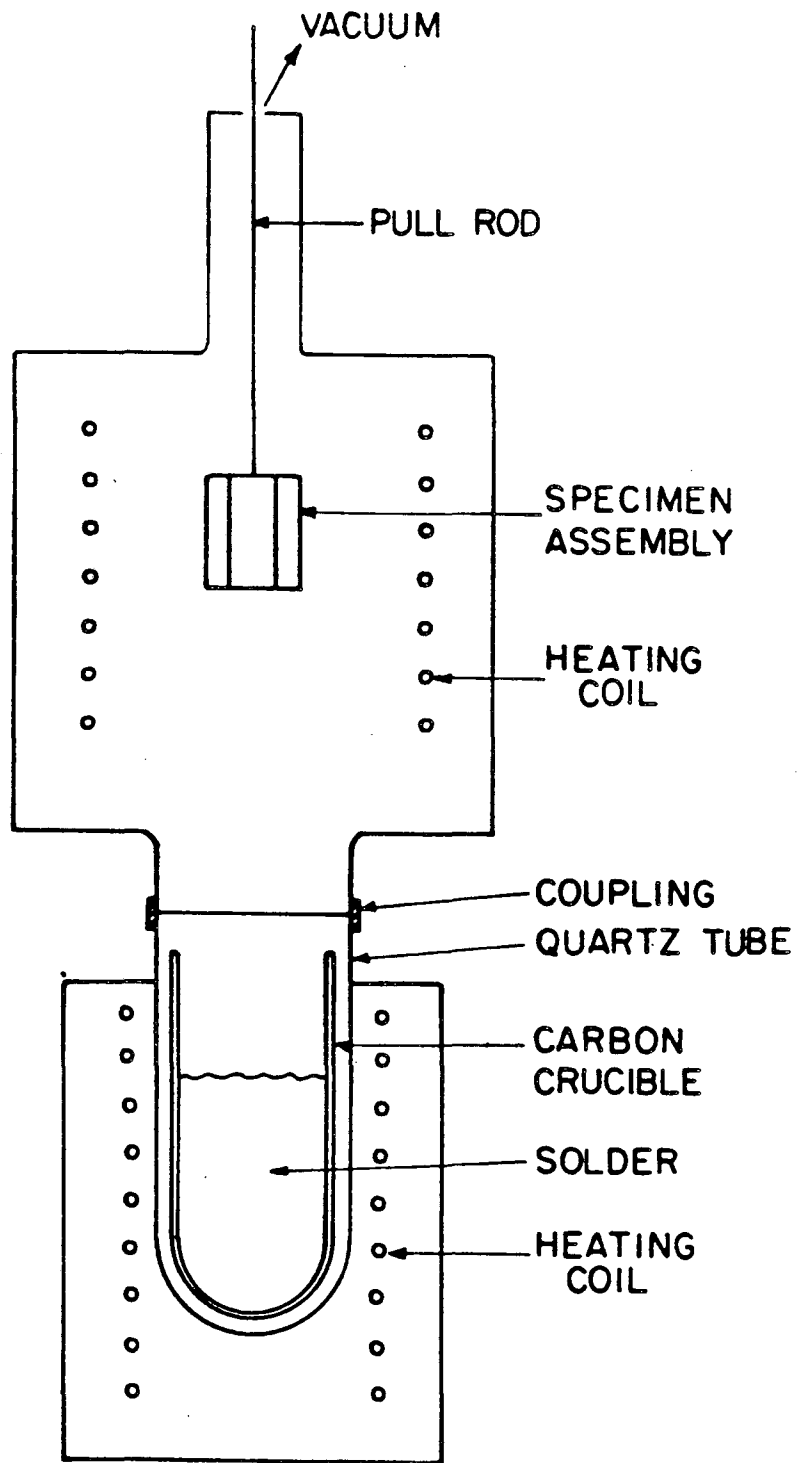 VACUUM
PULL ROD
SPECIMEN
ASSEMBLY
HEATING
COIL
COUPLING
QUARTZ TUBE
CARBON
CRUCIBLE
SOLDER
HEATING
COIL